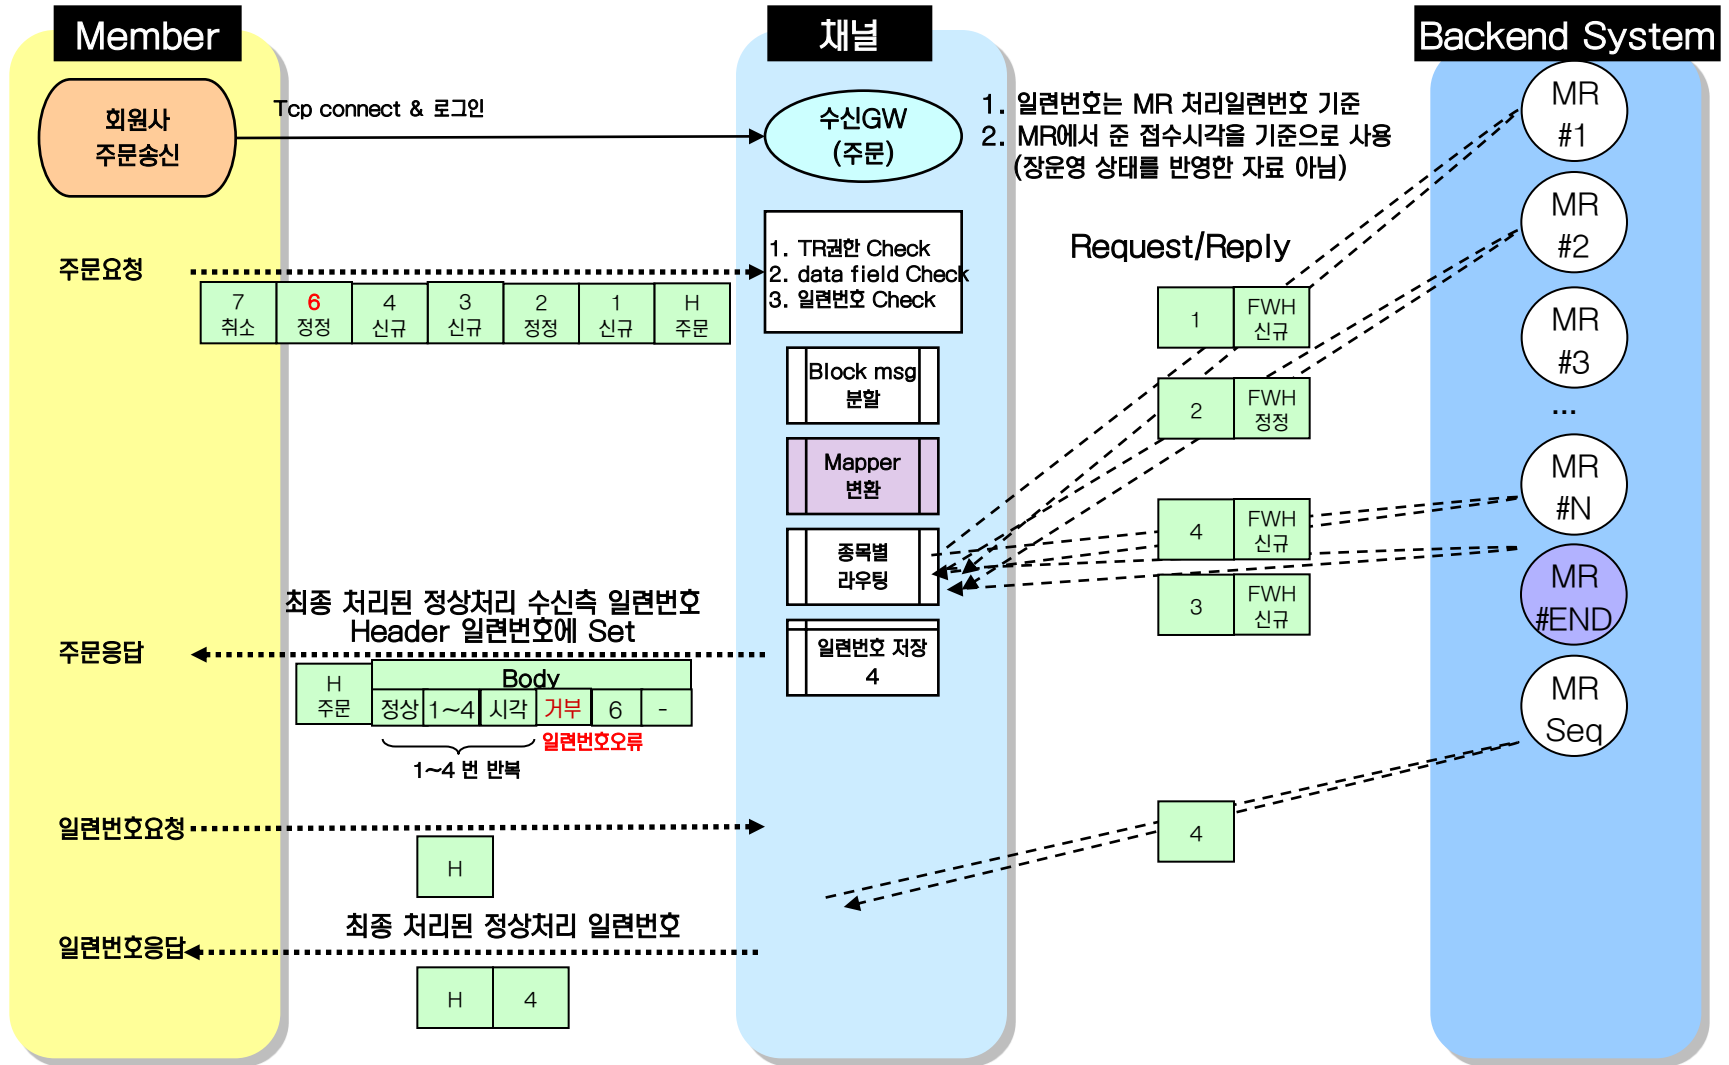 Member
채널
Backend System
회원사
주문송신
Tcp connect & 로그인
수신GW
(주문)
1. 일련번호는 MR 처리일련번호 기준
2. MR에서 준 접수시각을 기준으로 사용
(장운영 상태를 반영한 자료 아님)
MR
#1
MR
#2
MR
#3
...
MR
#N
MR
#END
MR
Seq
주문요청
7
취소
6
정정
4
신규
3
신규
2
정정
1
신규
H
주문
1. TR권한 Check
2. data field Check
3. 일련번호 Check
Block msg
분할
Mapper
변환
종목별
라우팅
일련번호 저장
4
Request/Reply
1
FWH
신규
2
FWH
정정
4
FWH
신규
3
FWH
신규
최종 처리된 정상처리 수신측 일련번호
Header 일련번호에 Set
주문응답
H
주문
Body
정상 1~4 시각 거부 6 -
일련번호오류
1~4 번 반복
일련번호요청
H
4
최종 처리된 정상처리 일련번호
일련번호응답
H 4